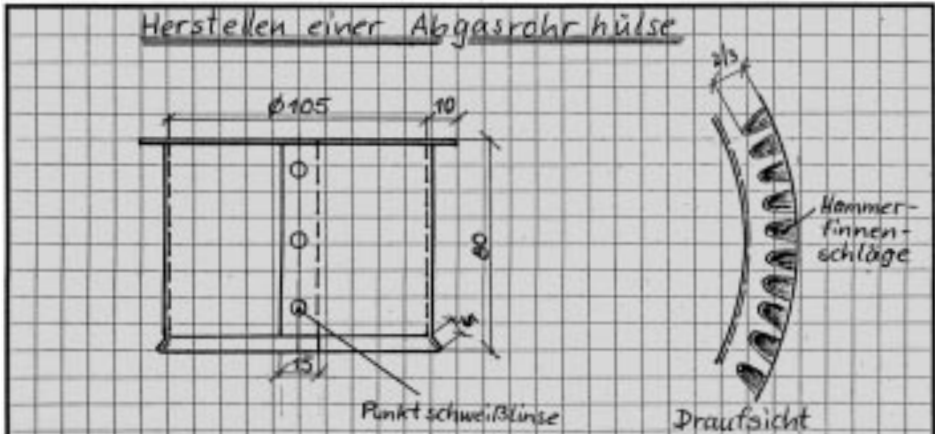 Herstellen einer Abgasrohrhülse
Ø105
10
2/3
80
15
Hammer-
finnen-
schläge
Punktschweißlinse
Draufsicht